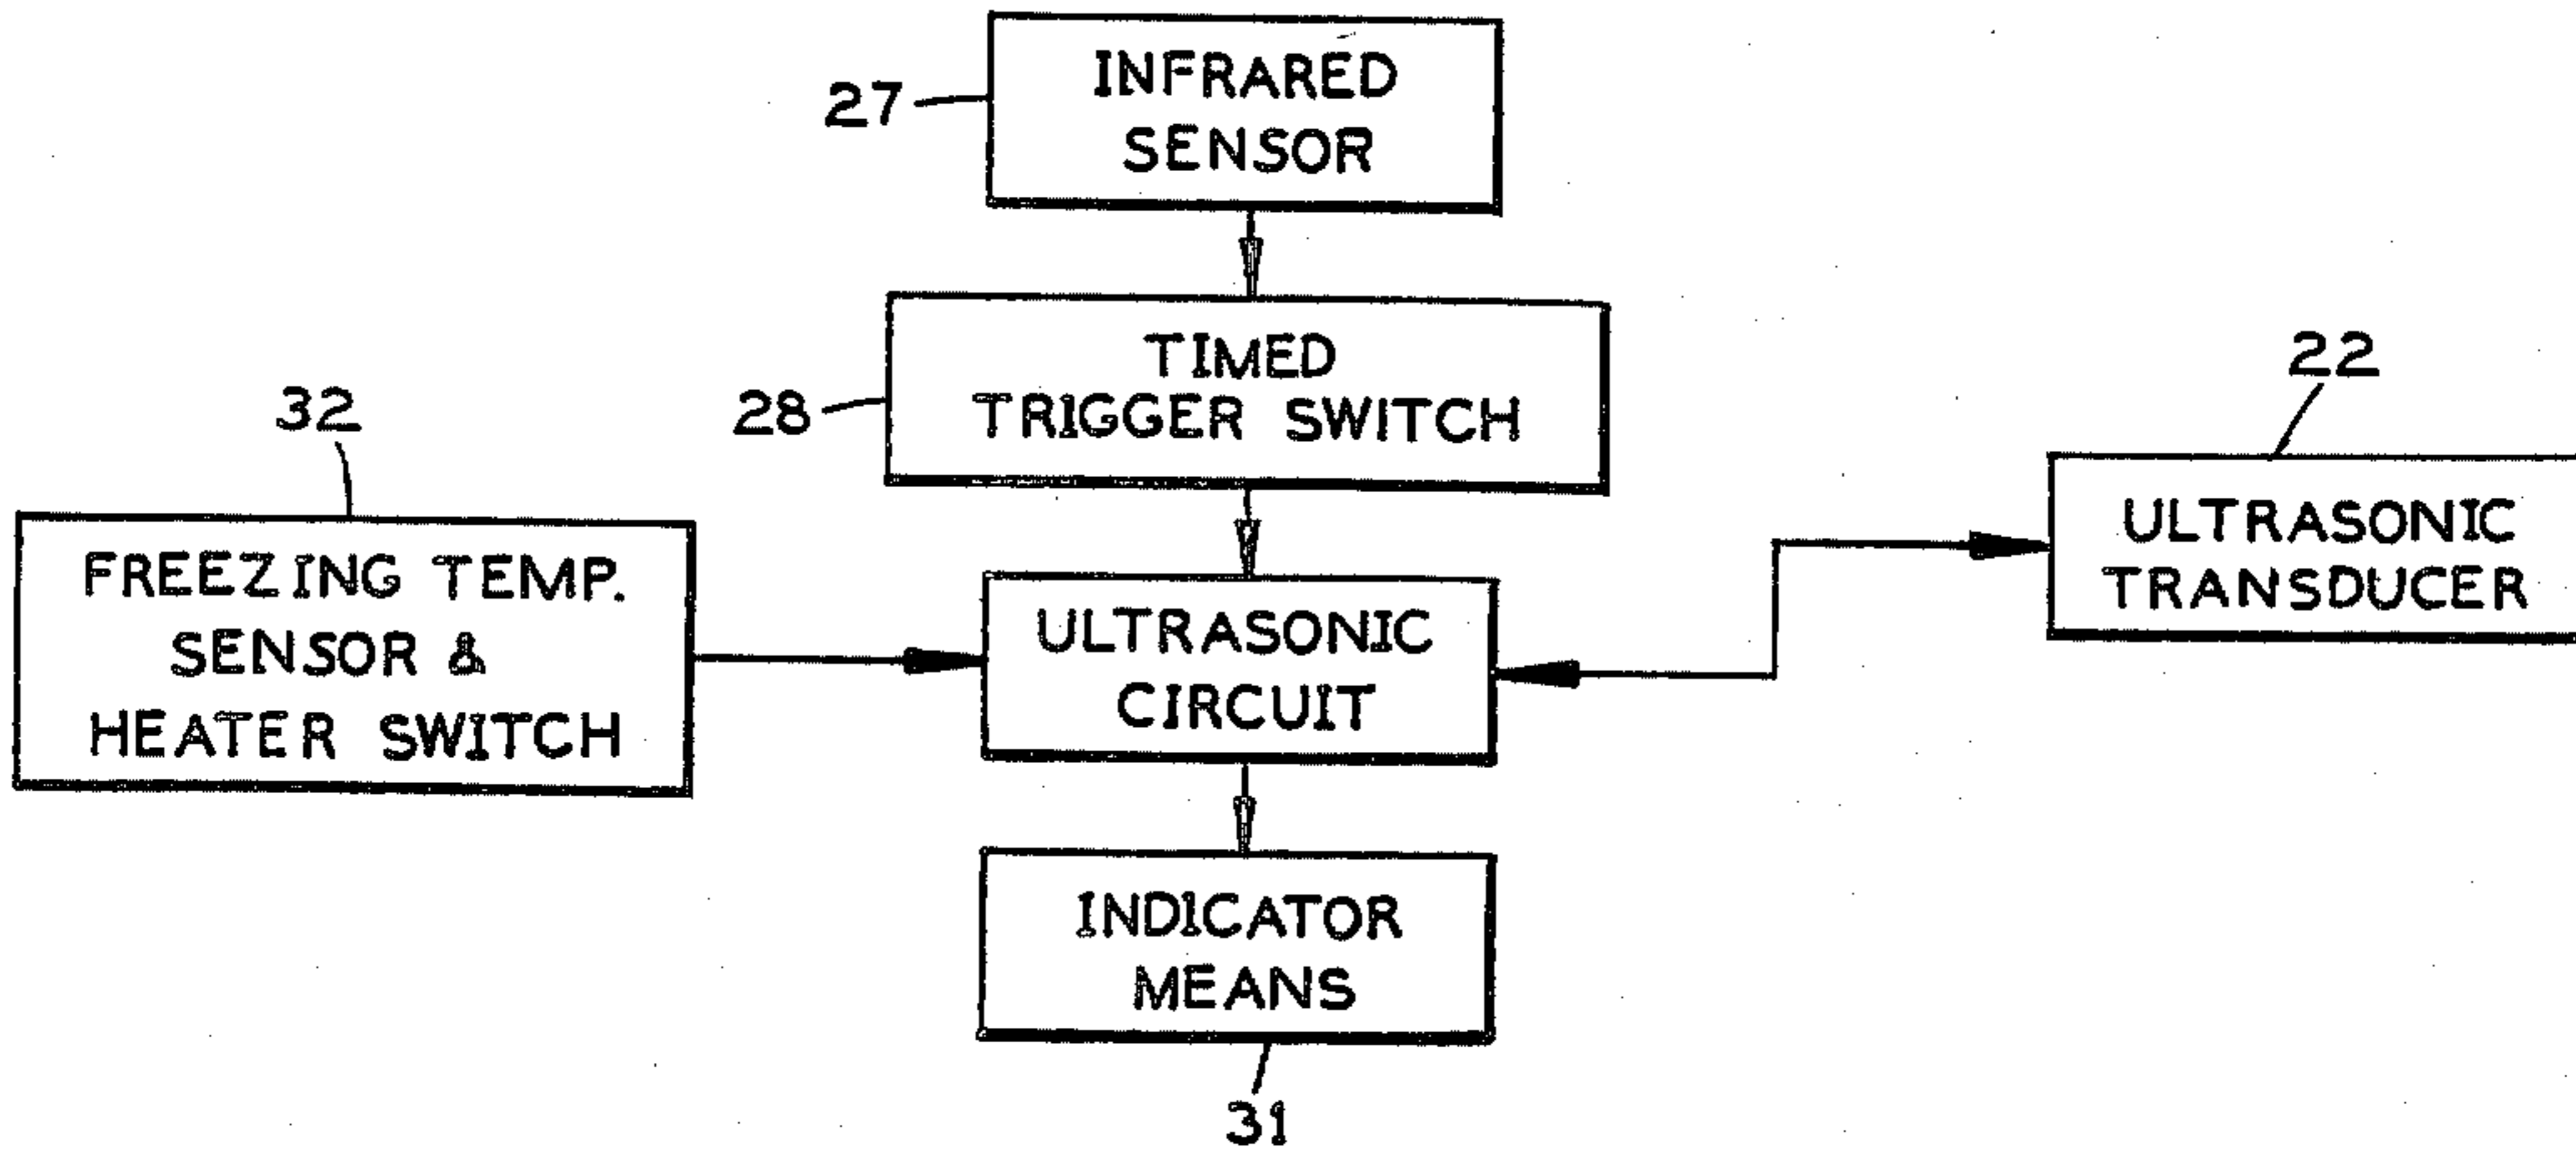 27
INFRARED
SENSOR
28
TIMED
TRIGGER SWITCH
32
FREEZING TEMP.
SENSOR &
HEATER SWITCH
ULTRASONIC
CIRCUIT
22
ULTRASONIC
TRANSDUCER
INDICATOR
MEANS
31